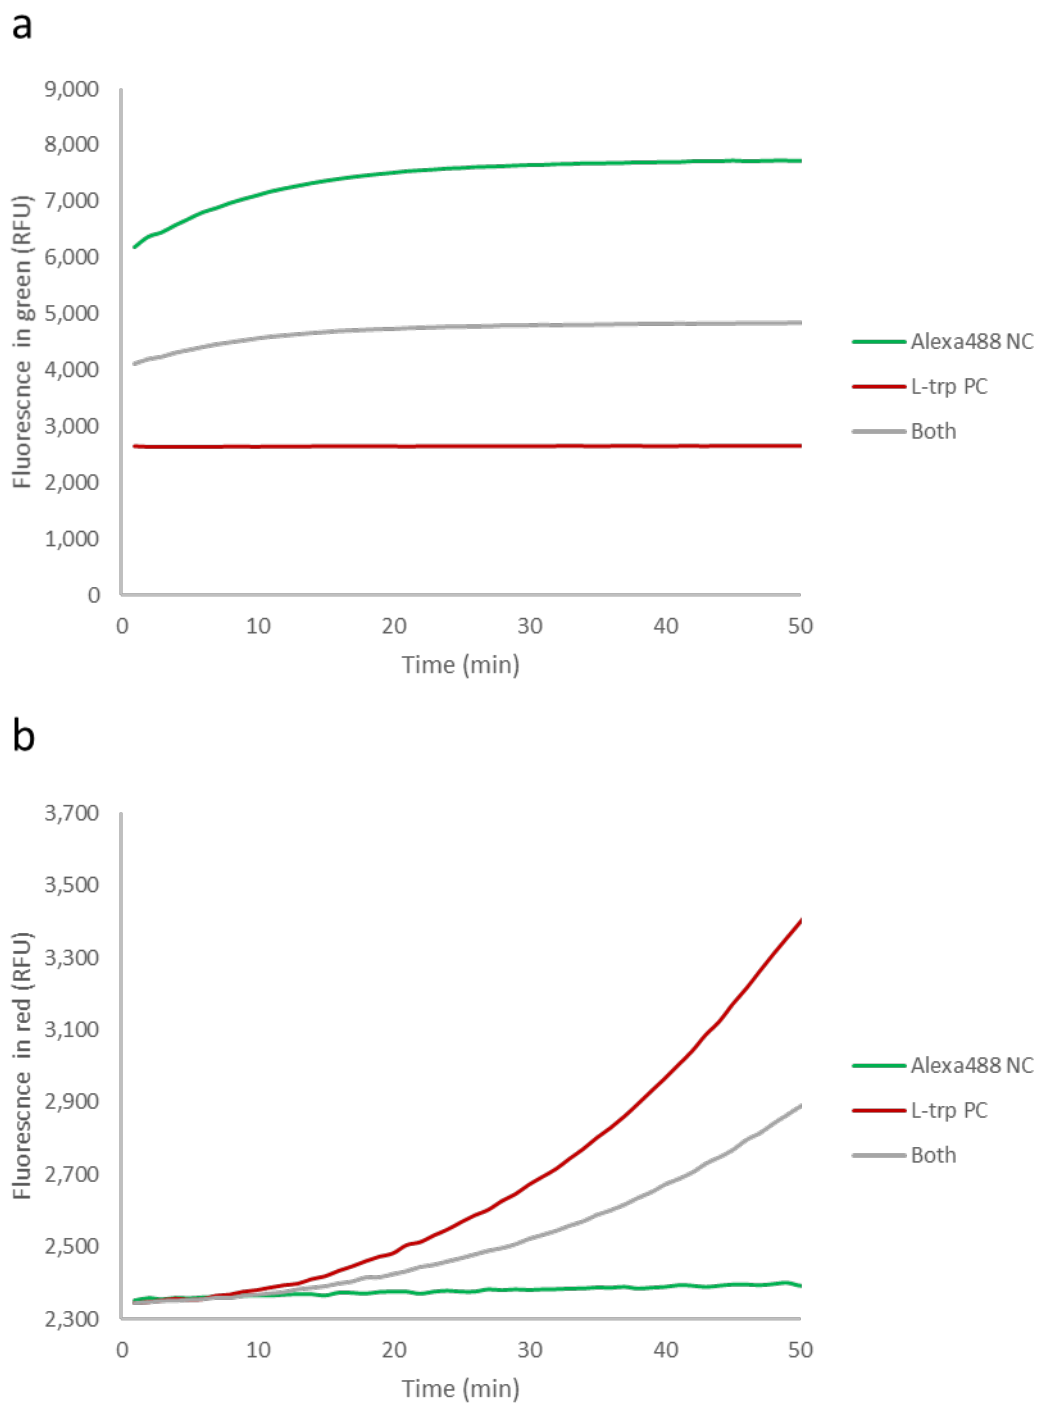 a
9,000
8,000
7,000
6,000
5,000
4,000
3,000
2,000
1,000
0
Fluorescnce in green (RFU)
0 10 20 30 40 50
Time (min)
Alexa488 NC
L-trp PC
Both
b
3,700
3,500
3,300
3,100
2,900
2,700
2,500
2,300
Fluorescnce in red (RFU)
0 10 20 30 40 50
Time (min)
Alexa488 NC
L-trp PC
Both